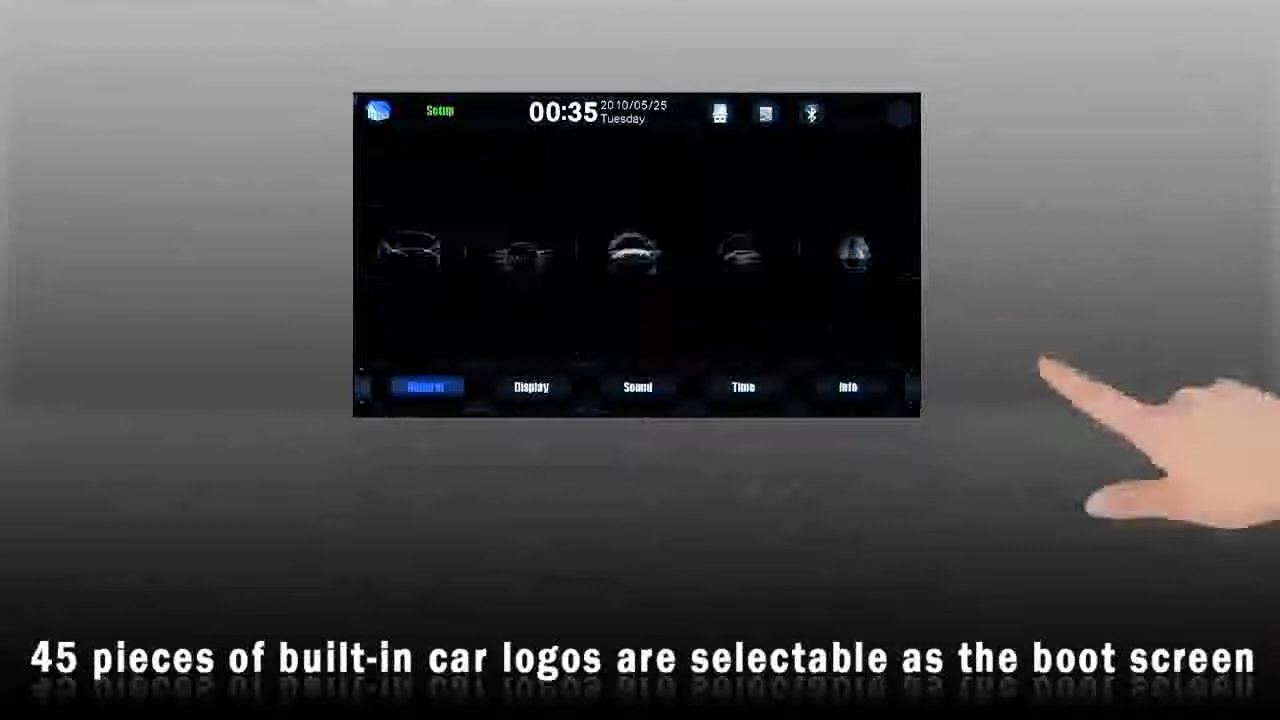 Setup
00:35
2010/05/25
Tuesday
Display
Sound
Time
Info
45 pieces of built-in car logos are selectable as the boot screen